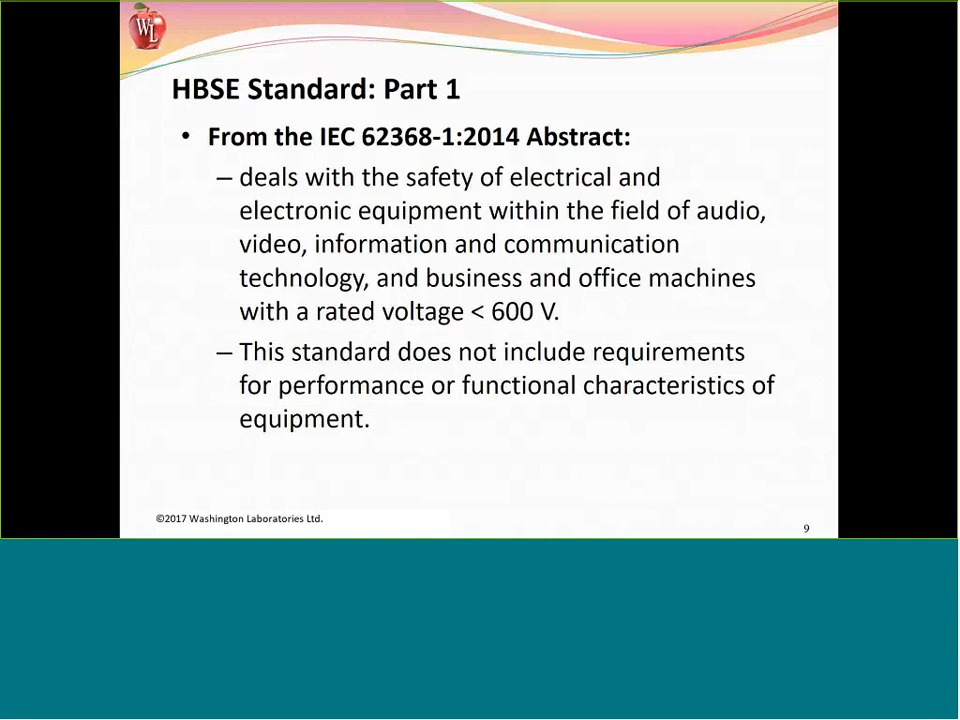 WL
HBSE Standard: Part 1
• From the IEC 62368-1:2014 Abstract:
– deals with the safety of electrical and
electronic equipment within the field of audio,
video, information and communication
technology, and business and office machines
with a rated voltage < 600 V.
– This standard does not include requirements
for performance or functional characteristics of
equipment.
©2017 Washington Laboratories Ltd.
9